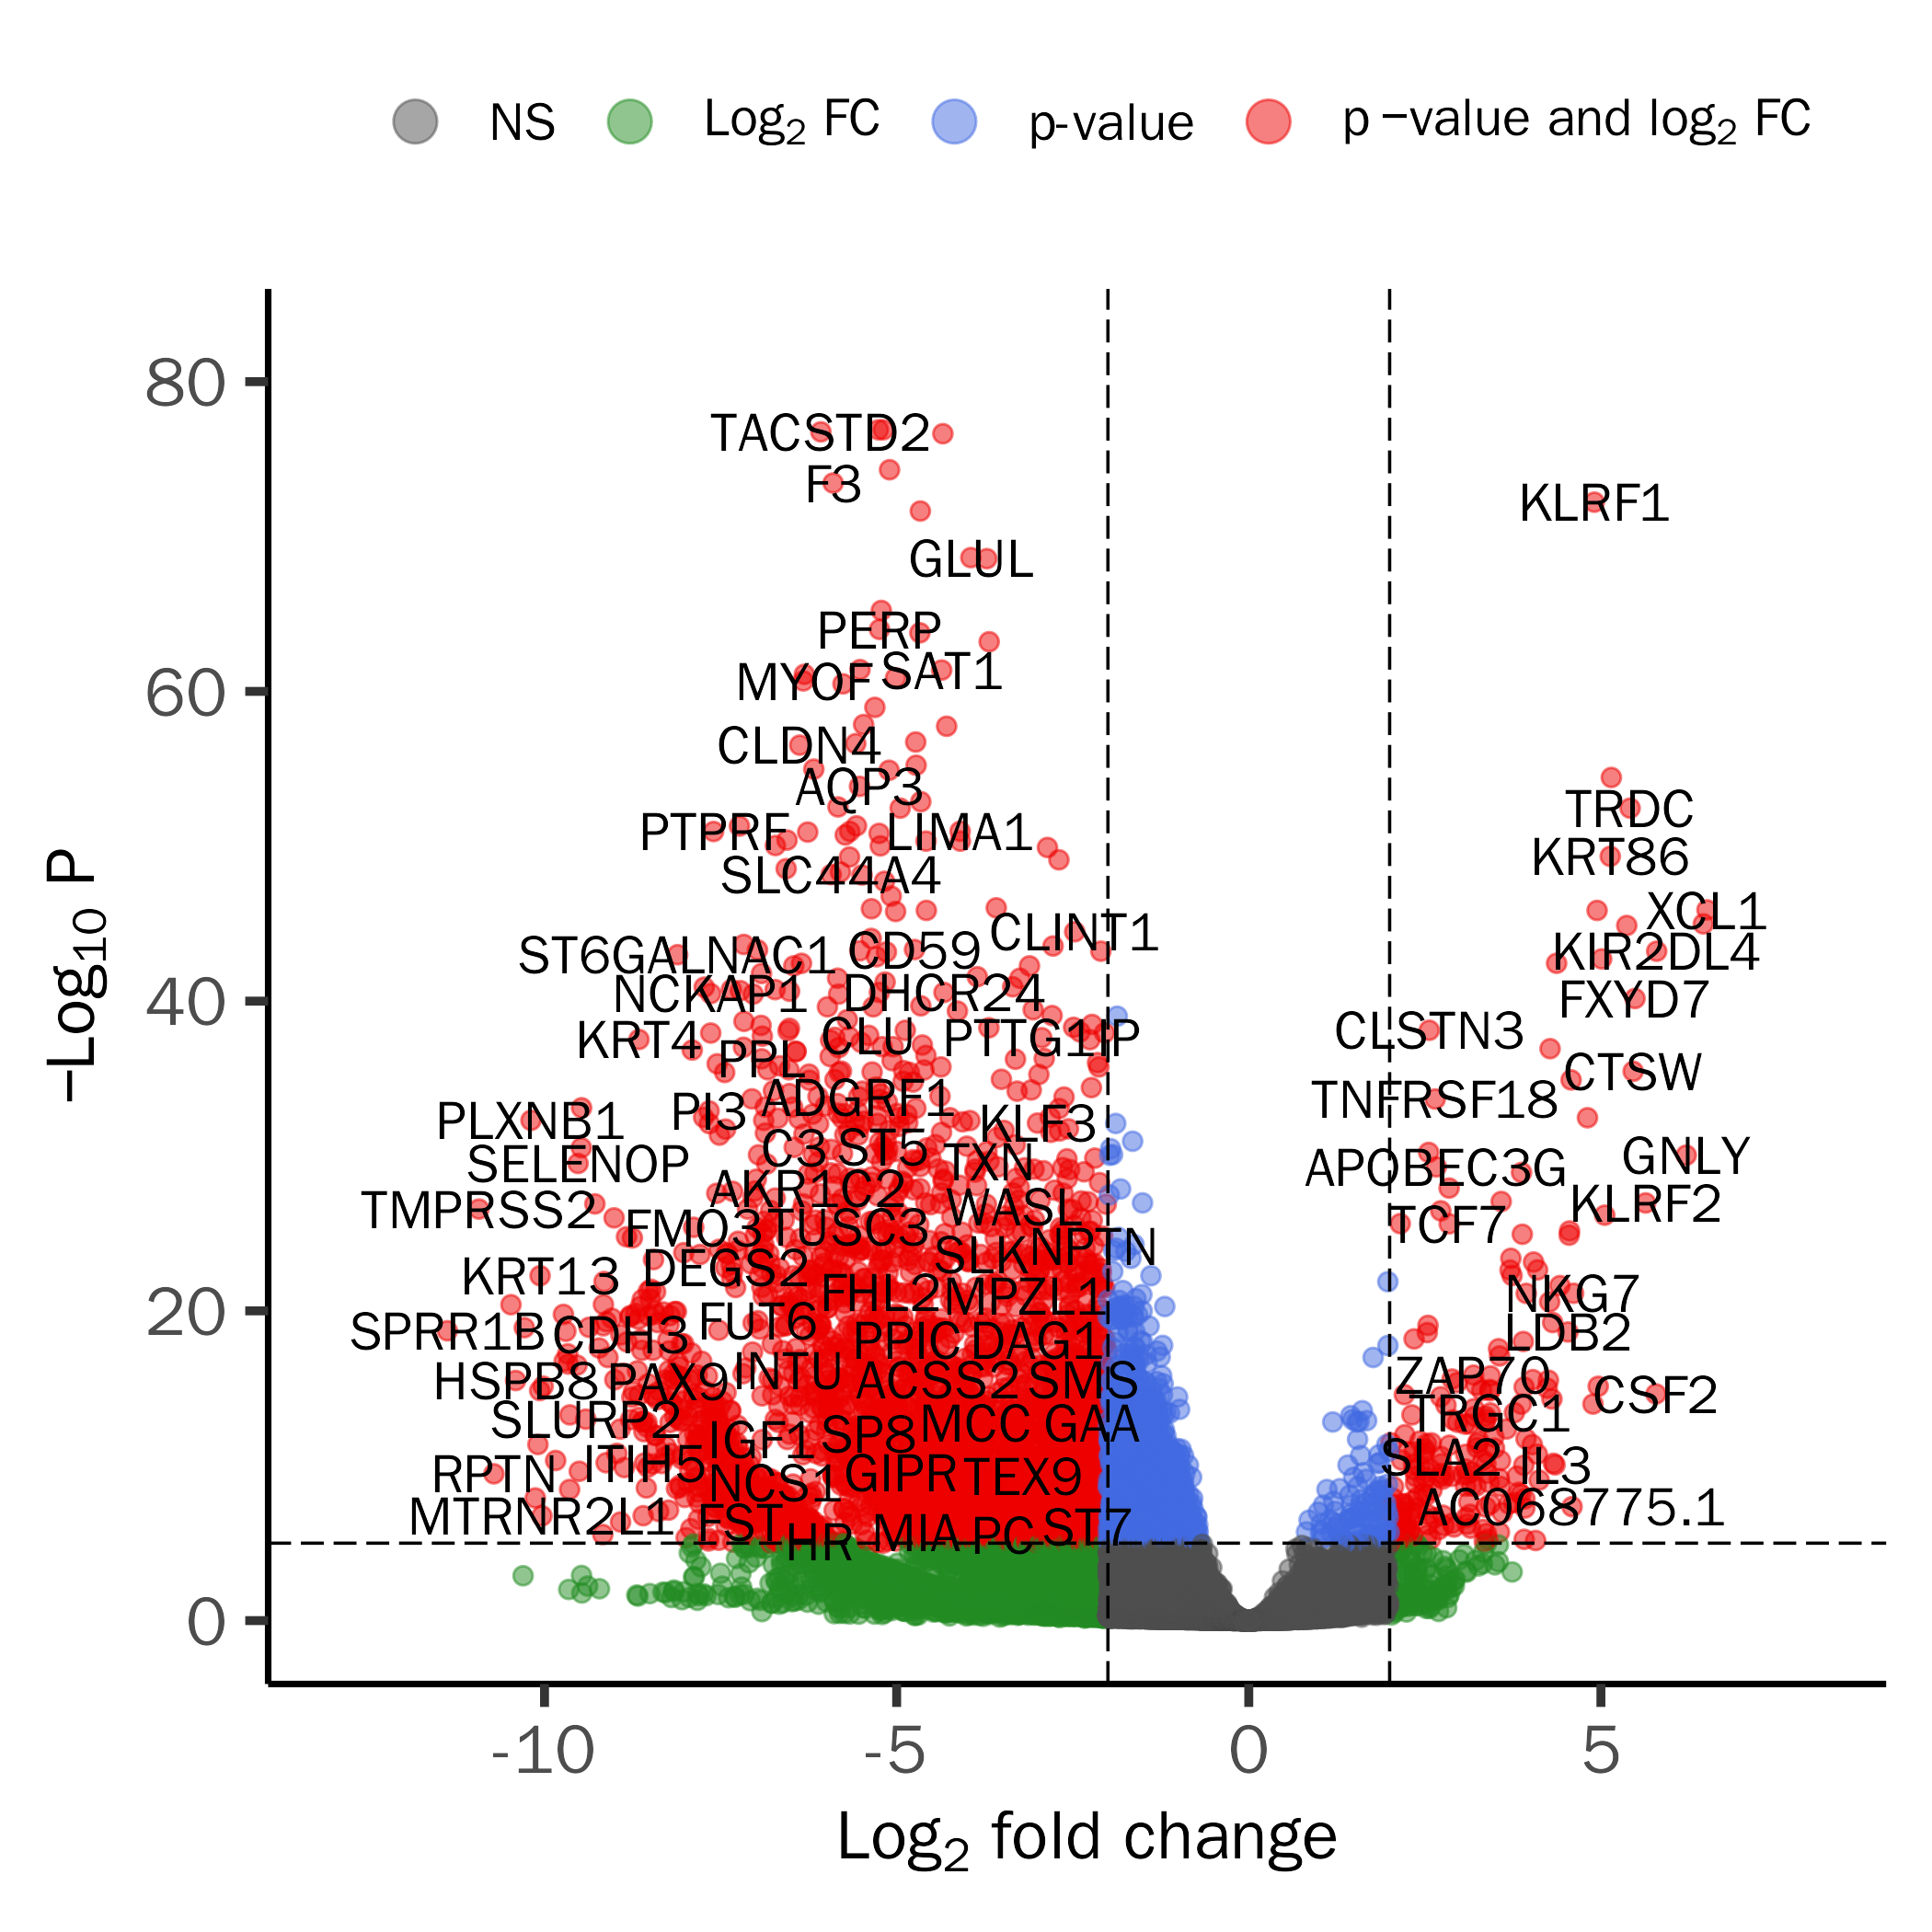 NS Log₂ FC p-value p −value and log₂ FC
80
60
40
20
0
−Log₁₀ P
TACSTD2
F3
KLRF1
GLUL
PERP
SAT1
MYOF
CLDN4
AQP3
TRDC
PTPRF LIMA1
KRT86
SLC44A4
XCL1
CLINT1
ST6GALNAC1 CD59
KIR2DL4
NCKAP1 DHCR24
FXYD7
CLSTN3
KRT4 CLU PTTG1IP
PPL
CTSW
ADGRF1
TNFRSF18
PI3
PLXNB1 KLF3
C3 ST5
GNLY
SELENOP TXN
APOBEC3G
AKR1C2
KLRF2
TMPRSS2 WASL
FMO3 TUSC3
TCF7
NPTN
SLK
DEGS2
KRT13
FHL2 MPZL1
NKG7
FUT6
SPRR1B CDH3
LDB2
PPIC DAG1
INTU
ZAP70
HSPB8 PAX9 ACSS2 SMS
CSF2
TRGC1
SLURP2 MCC GAA
SP8
IGF1
SLA2
ITIH5
IL3
RPTN GIPR TEX9
NCS1
AC068775.1
MTRNR2L1 FST
MIA PC ST7
HR
-10 -5 0 5
Log₂ fold change